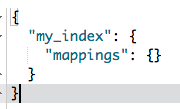 {
  "my_index": {
    "mappings": {}
  }
}